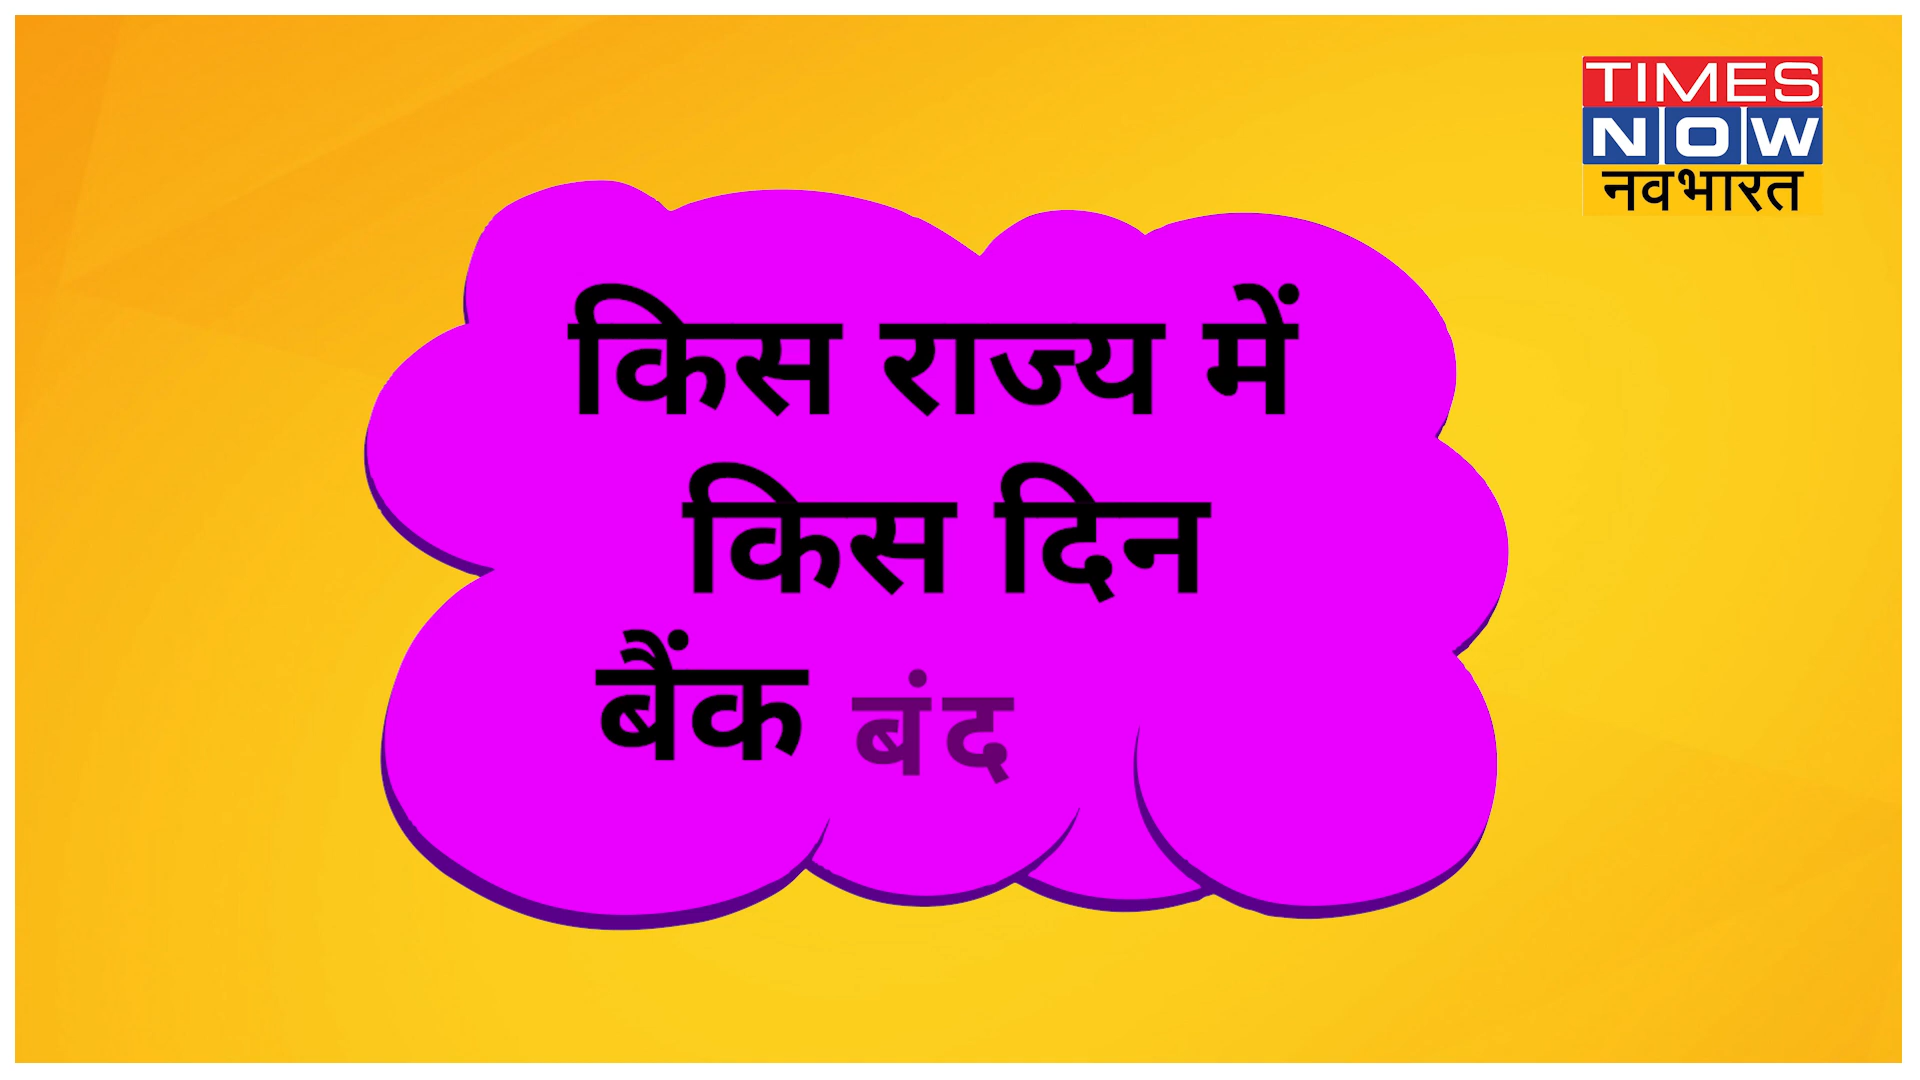 TIMES
NOW
नवभारत
किस राज्य में
किस दिन
बैंक बंद